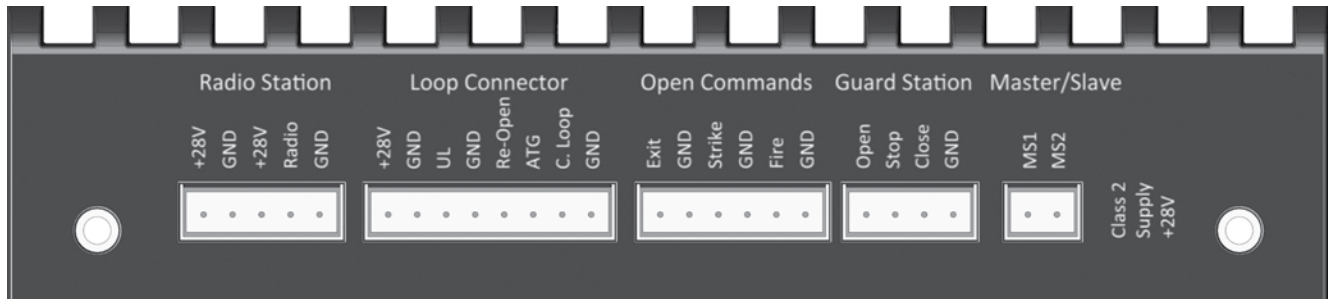 Radio Station
Loop Connector
Open Commands
Guard Station
Master/Slave
+28V
GND
+28V
Radio
GND
+28V
GND
UL
GND
Re-Open
ATG
C. Loop
GND
Exit
GND
Strike
GND
Fire
GND
Open
Stop
Close
GND
MS1
MS2
Class 2
Supply
+28V